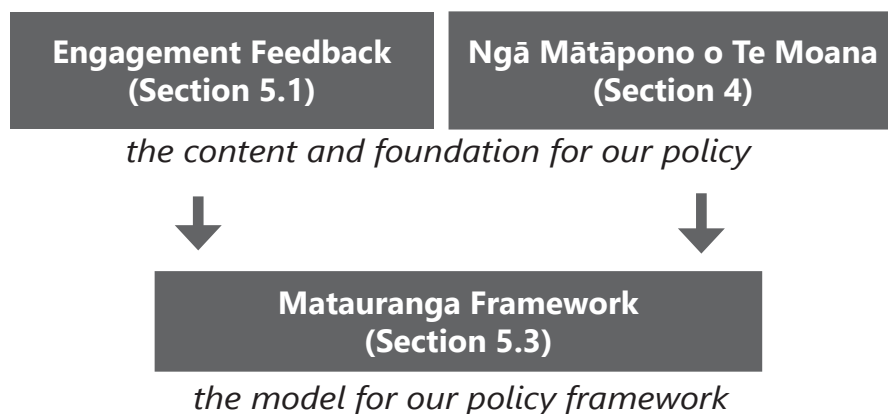 Engagement Feedback
(Section 5.1)
Ngā Mātāpono o Te Moana
(Section 4)
the content and foundation for our policy
Matauranga Framework
(Section 5.3)
the model for our policy framework